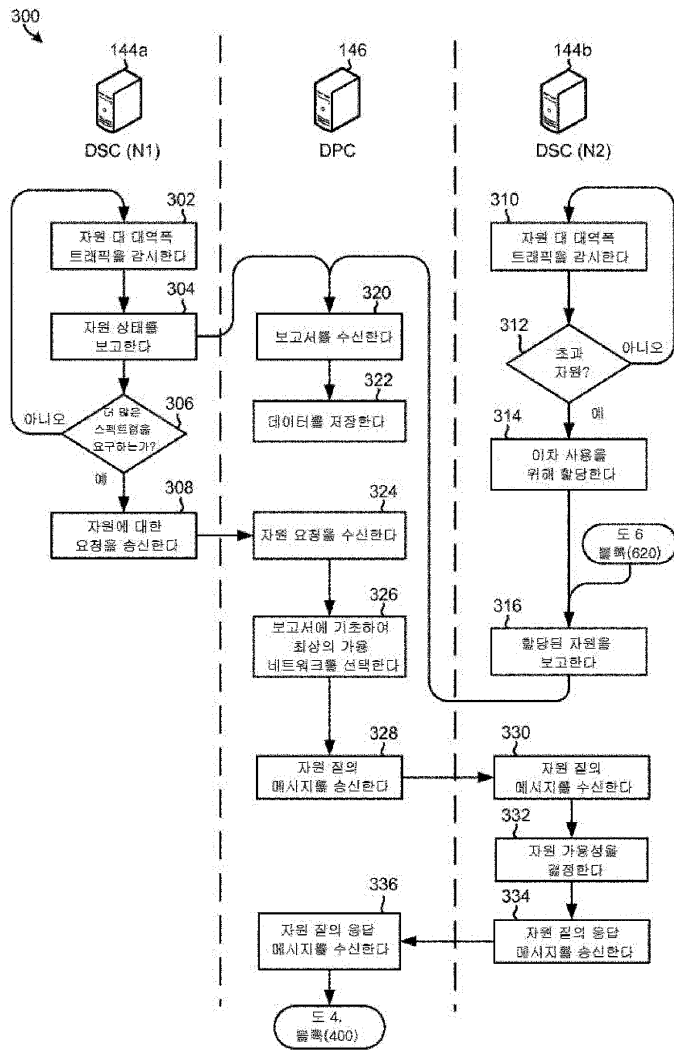 300
144a
146
144b
DSC (N1)
DPC
DSC (N2)
302
자원 대 대역폭
트래픽을 감시한다
304
자원 상태를
보고한다
306
더 많은
스펙트럼을
요구하는가?
아니오
예
308
자원에 대한
요청을 송신한다
320
보고서를 수신한다
322
데이터를 저장한다
324
자원 요청을 수신한다
326
보고서에 기초하여
최상의 가용
네트워크를 선택한다
328
자원 질의
메시지를 송신한다
336
자원 질의 응답
메시지를 수신한다
도 4,
블록(400)
310
자원 대 대역폭
트래픽을 감시한다
312
초과
자원?
아니오
예
314
이차 사용을
위해 할당한다
도 6
블록(620)
316
할당된 자원을
보고한다
330
자원 질의
메시지를 수신한다
332
자원 가용성을
결정한다
334
자원 질의 응답
메시지를 송신한다